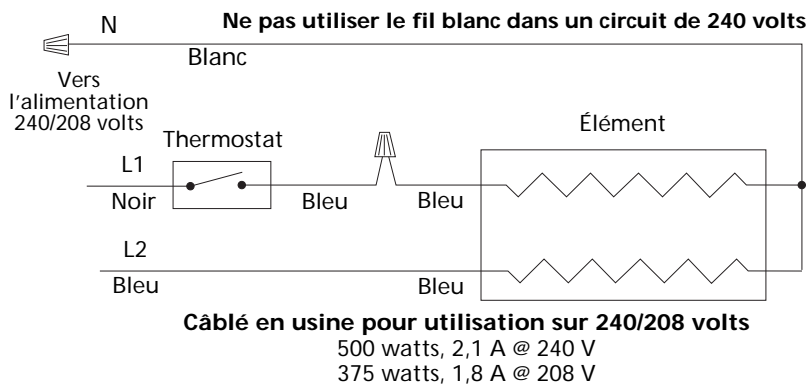 N
Ne pas utiliser le fil blanc dans un circuit de 240 volts
Blanc
Vers
l'alimentation
240/208 volts
Thermostat
Élément
L1
Noir
Bleu
Bleu
L2
Bleu
Bleu
Câblé en usine pour utilisation sur 240/208 volts
500 watts, 2,1 A @ 240 V
375 watts, 1,8 A @ 208 V